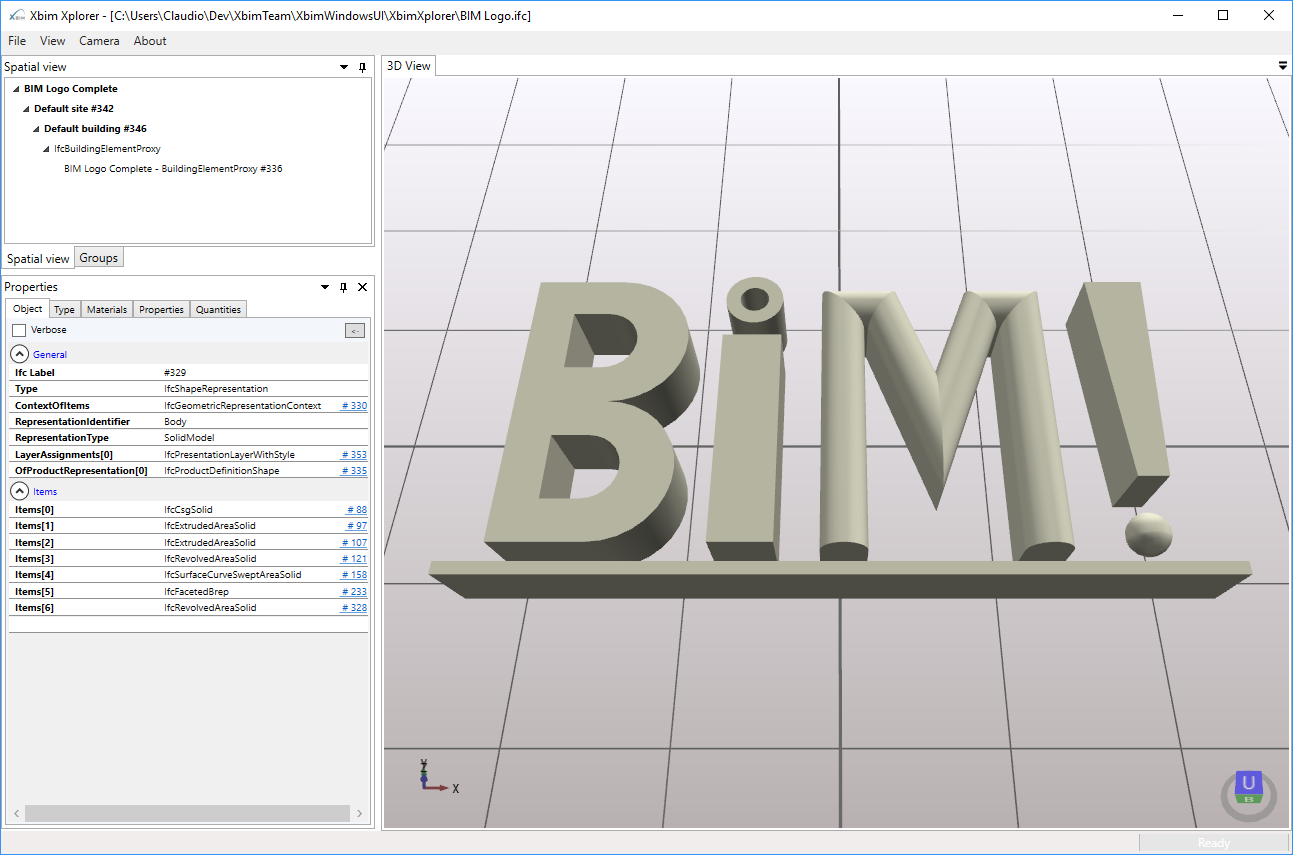 Xbim Xplorer - [C:\Users\Claudio\Dev\XbimTeam\XbimWindowsUI\XbimXplorer\BIM Logo.ifc]
File View Camera About
Spatial view
BIM Logo Complete
Default site #342
Default building #346
IfcBuildingElementProxy
BIM Logo Complete - BuildingElementProxy #336
Spatial view Groups
Properties
Object Type Materials Properties Quantities
Verbose <-
General
Ifc Label #329
Type IfcShapeRepresentation
ContextOfItems IfcGeometricRepresentationContext # 330
RepresentationIdentifier Body
RepresentationType SolidModel
LayerAssignments[0] IfcPresentationLayerWithStyle # 353
OfProductRepresentation[0] IfcProductDefinitionShape # 335
Items
Items[0] IfcCsgSolid # 88
Items[1] IfcExtrudedAreaSolid # 97
Items[2] IfcExtrudedAreaSolid # 107
Items[3] IfcRevolvedAreaSolid # 121
Items[4] IfcSurfaceCurveSweptAreaSolid # 158
Items[5] IfcFacetedBrep # 233
Items[6] IfcRevolvedAreaSolid # 328
3D View
BiM!
Y
Z
X
U
B
Ready